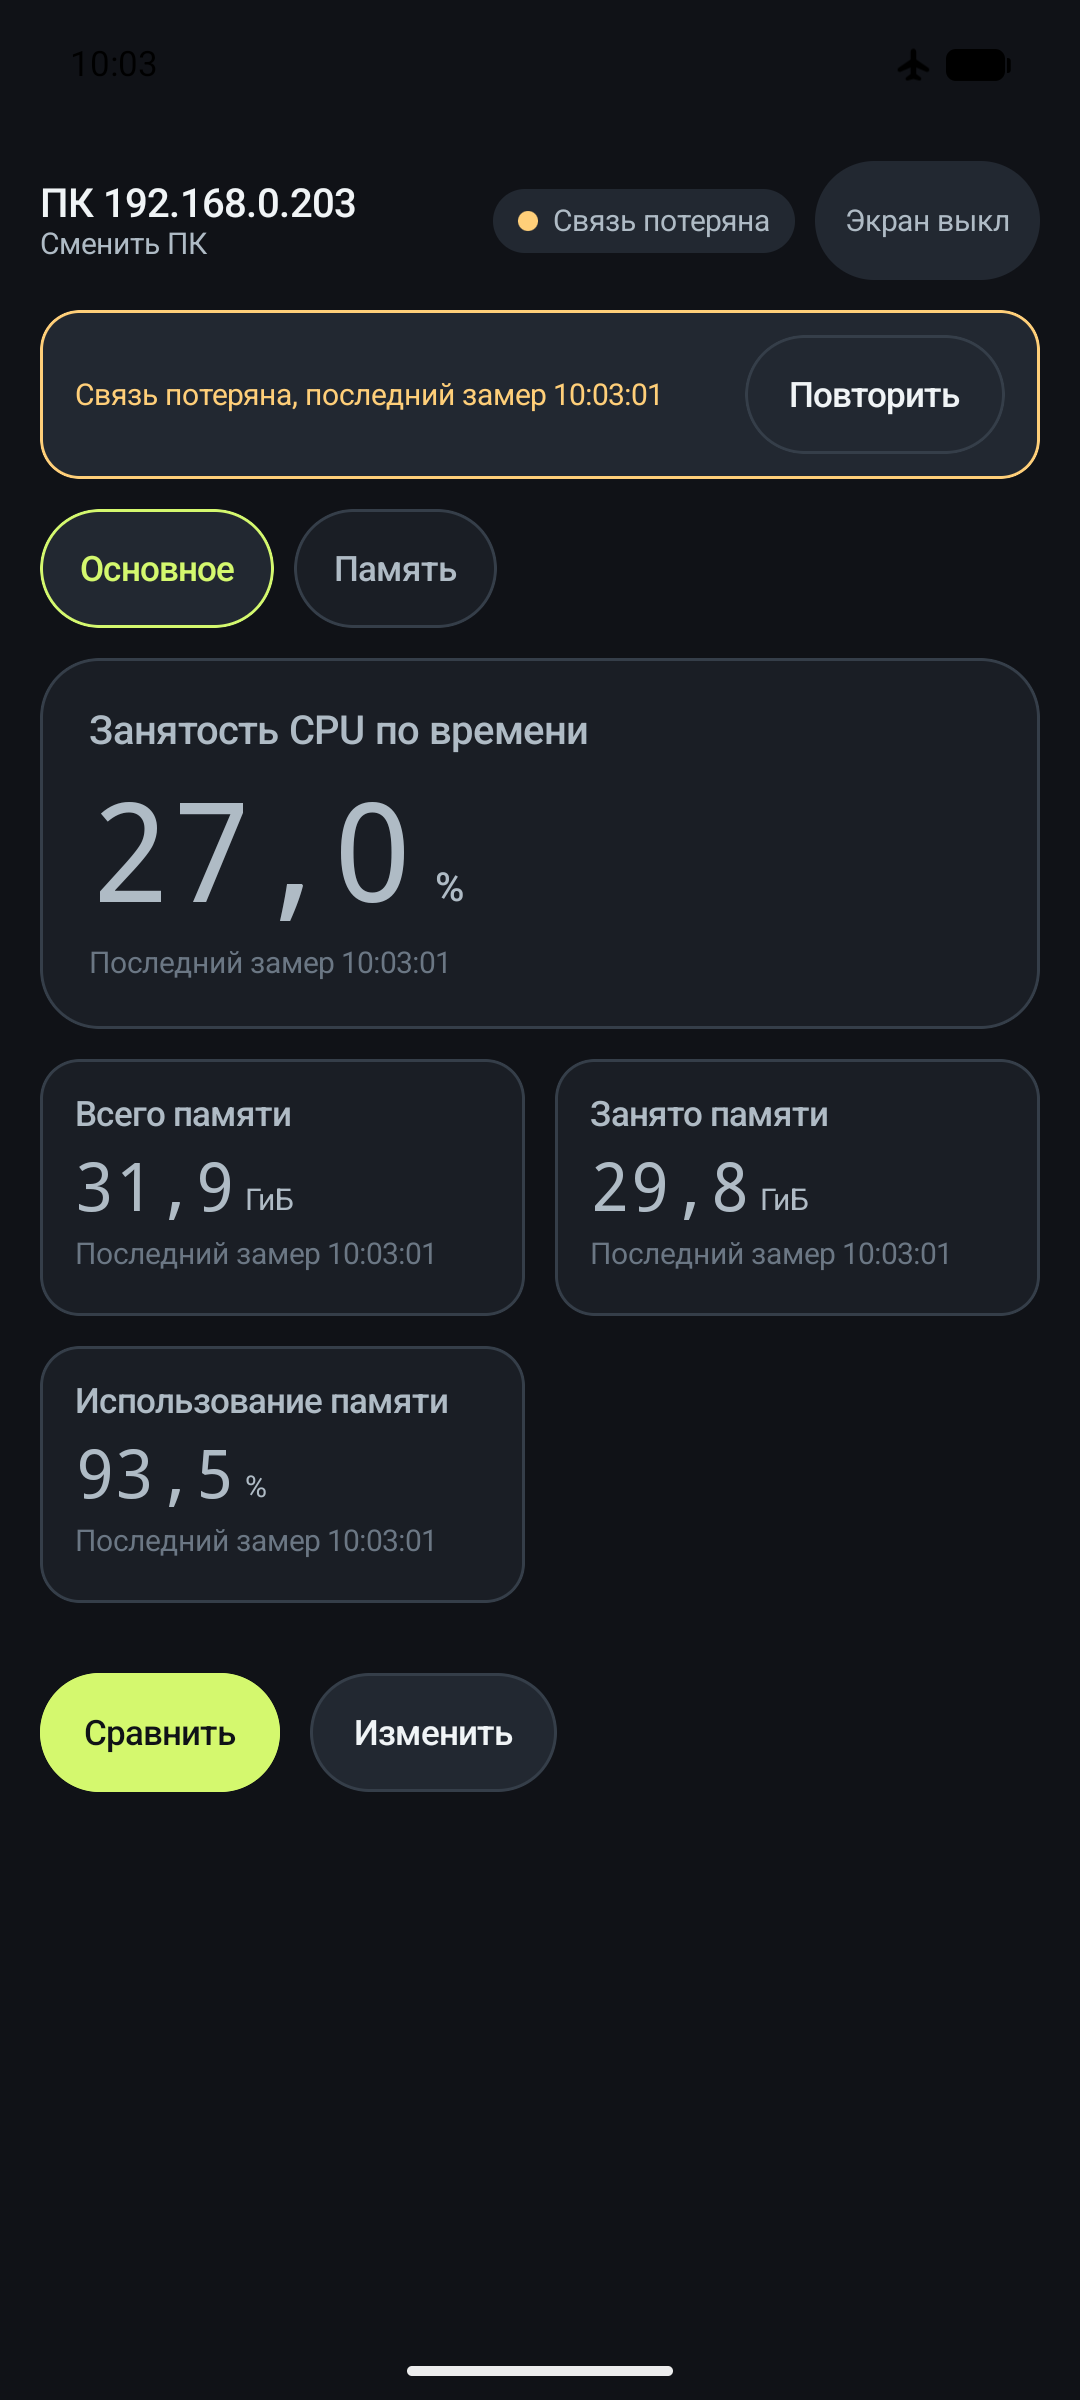 10:03
ПК 192.168.0.203
Сменить ПК
Связь потеряна
Экран выкл
Связь потеряна, последний замер 10:03:01
Повторить
Основное
Память
Занятость CPU по времени
27,0 %
Последний замер 10:03:01
Всего памяти
31,9 ГиБ
Последний замер 10:03:01
Занято памяти
29,8 ГиБ
Последний замер 10:03:01
Использование памяти
93,5 %
Последний замер 10:03:01
Сравнить
Изменить